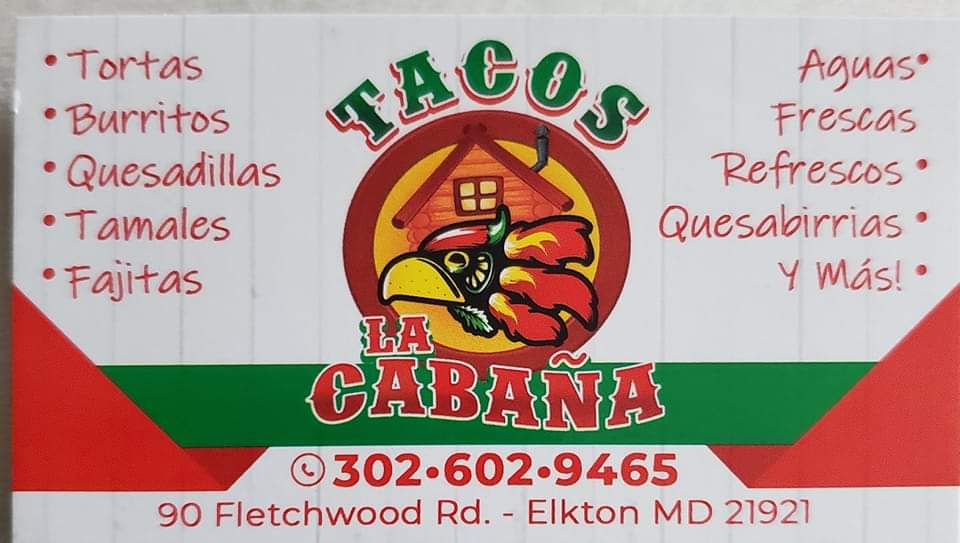 • Tortas
• Burritos
• Quesadillas
• Tamales
• Fajitas
TACOS
LA
CABAÑA
Aguas•
Frescas
Refrescos •
Quesabirrias •
Y Más! •
302•602•9465
90 Fletchwood Rd. - Elkton MD 21921